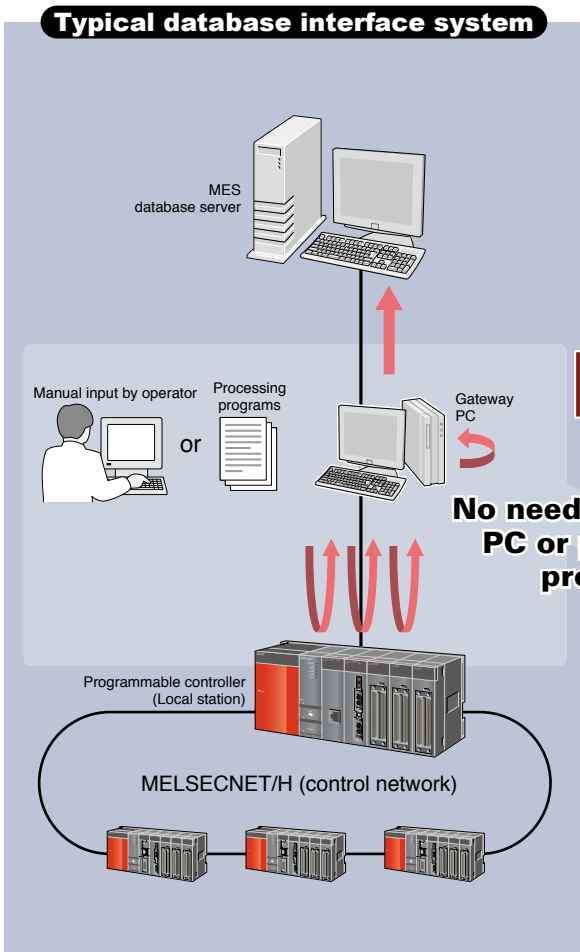 Typical database interface system
MES
database server
Manual input by operator
or
Processing
programs
Gateway
PC
No need
PC or
Programmable controller
(Local station)
MELSECNET/H (control network)